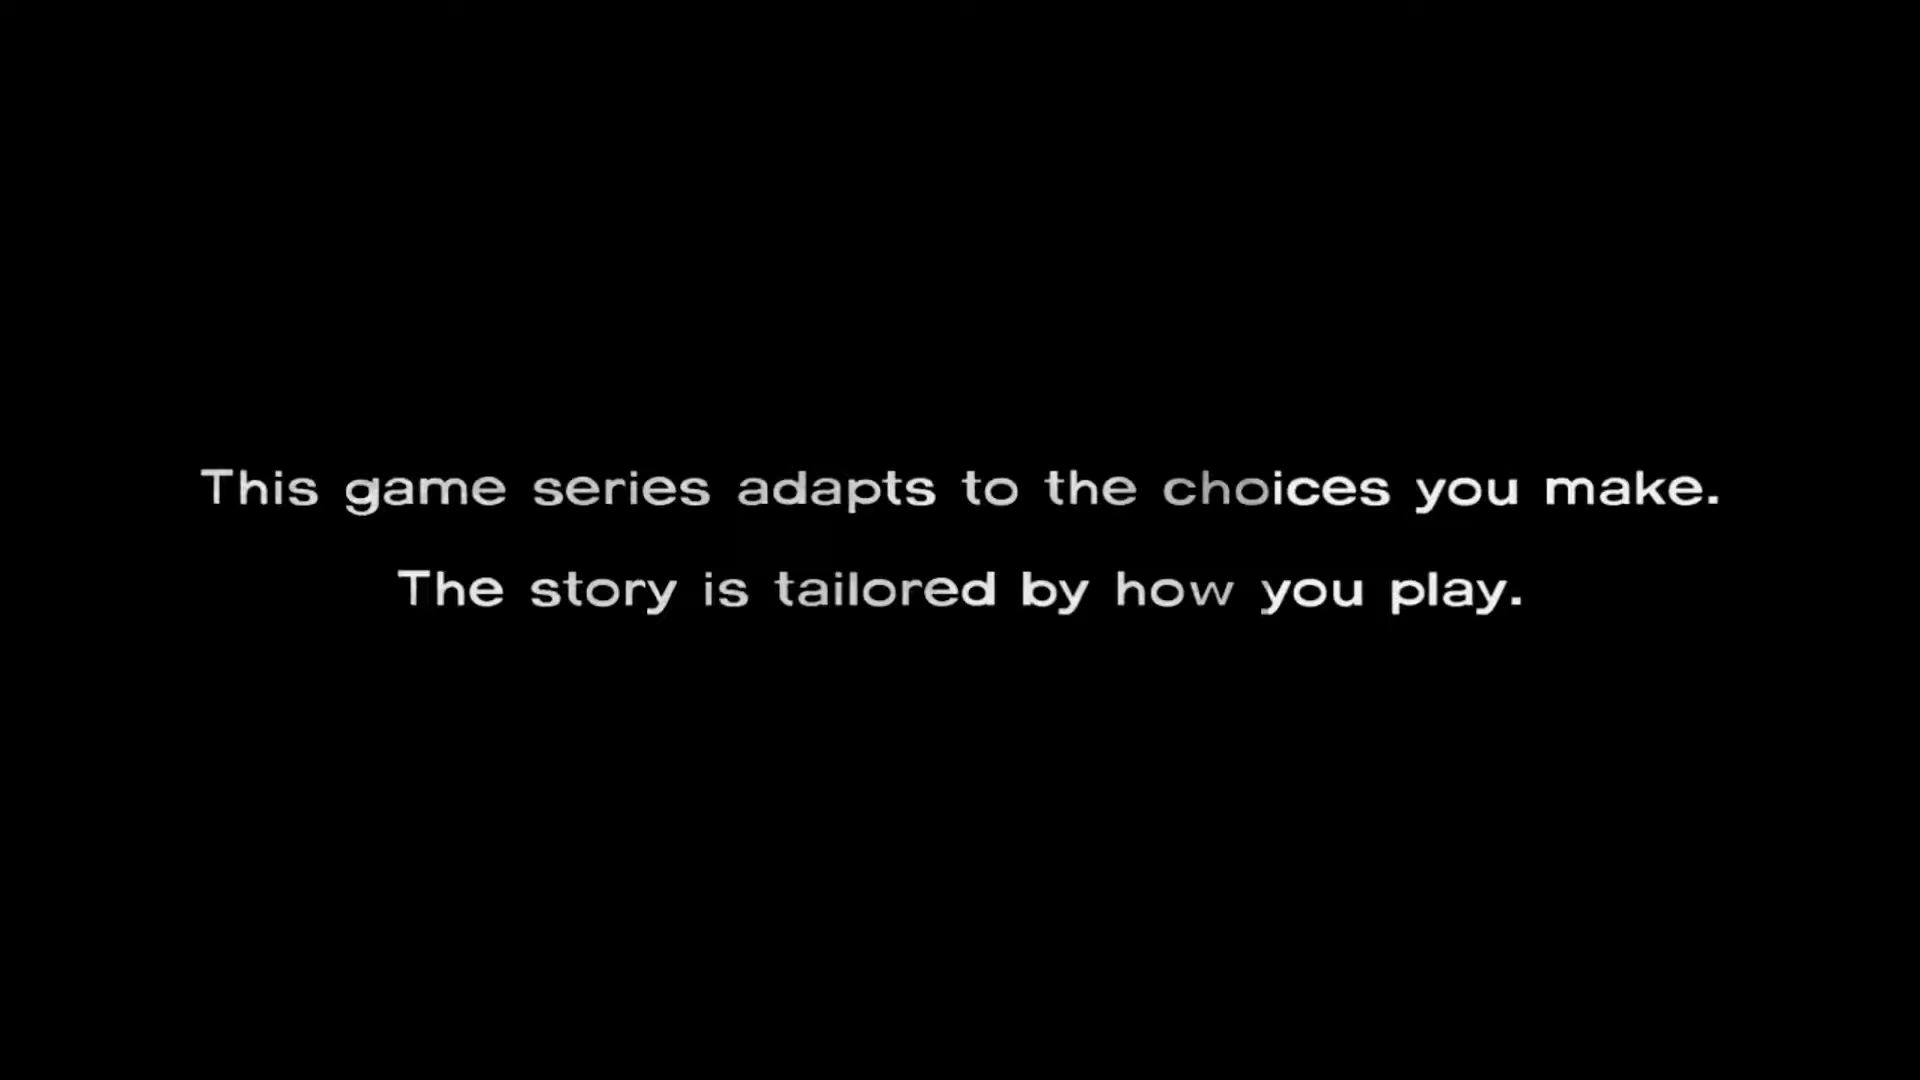 This game series adapts to the choices you make.
The story is tailored by how you play.